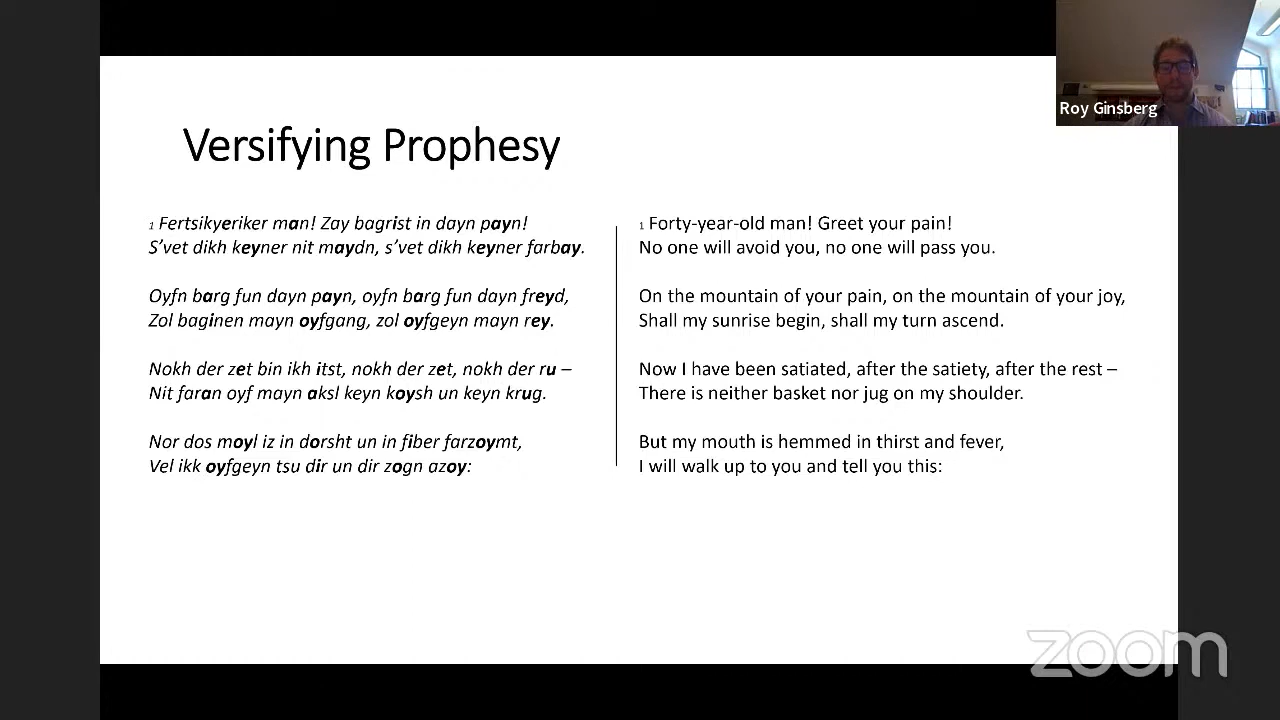 Roy Ginsberg
Versifying Prophesy
1 Fertsikyeriker man! Zay bagrist in dayn payn!
S’vet dikh keyner nit maydn, s’vet dikh keyner farbay.
Oyfn barg fun dayn payn, oyfn barg fun dayn freyd,
Zol baginen mayn oyfgang, zol oyfgeyn mayn rey.
Nokh der zet bin ikh itst, nokh der zet, nokh der ru –
Nit faran oyf mayn aksl keyn koysh un keyn krug.
Nor dos moyl iz in dorsht un in fiber farzoymt,
Vel ikk oyfgeyn tsu dir un dir zogn azoy:
1 Forty-year-old man! Greet your pain!
No one will avoid you, no one will pass you.
On the mountain of your pain, on the mountain of your joy,
Shall my sunrise begin, shall my turn ascend.
Now I have been satiated, after the satiety, after the rest –
There is neither basket nor jug on my shoulder.
But my mouth is hemmed in thirst and fever,
I will walk up to you and tell you this:
zoom